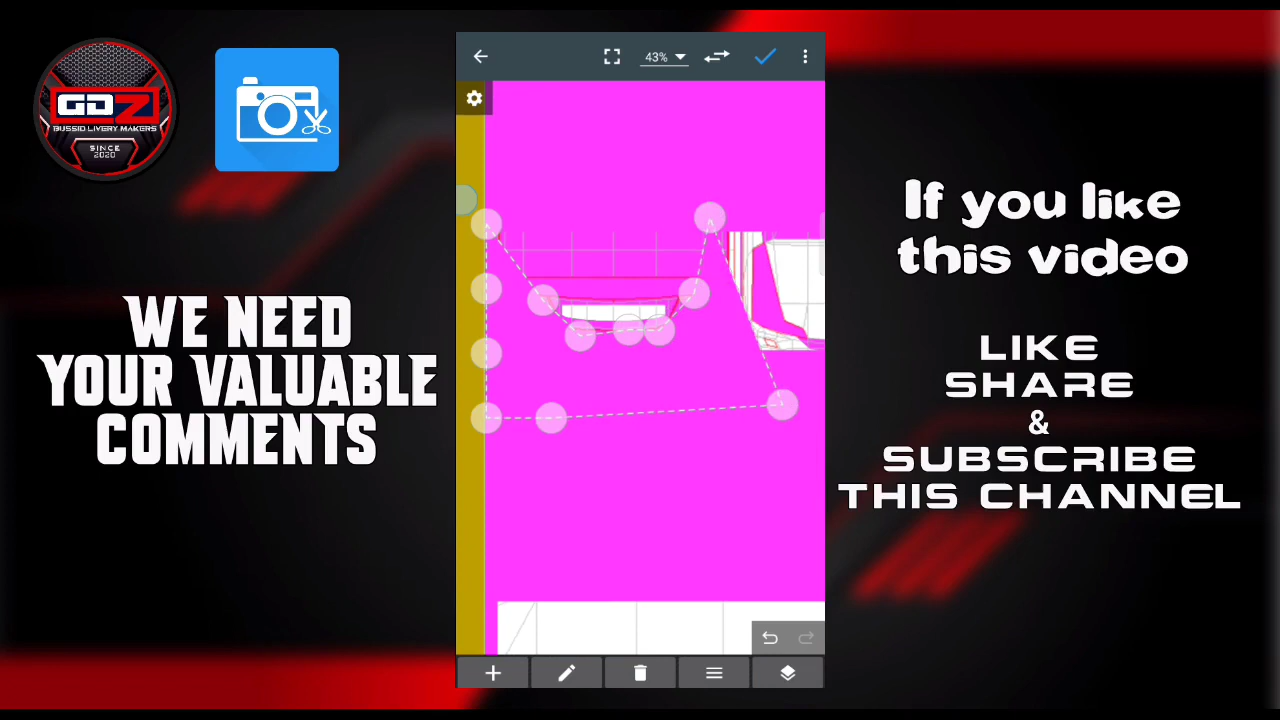 GDZ
BUSSID LIVERY MAKERS
SINCE
2020
WE NEED
YOUR VALUABLE
COMMENTS
43%
If you like
this video
LIKE
SHARE
&
SUBSCRIBE
THIS CHANNEL